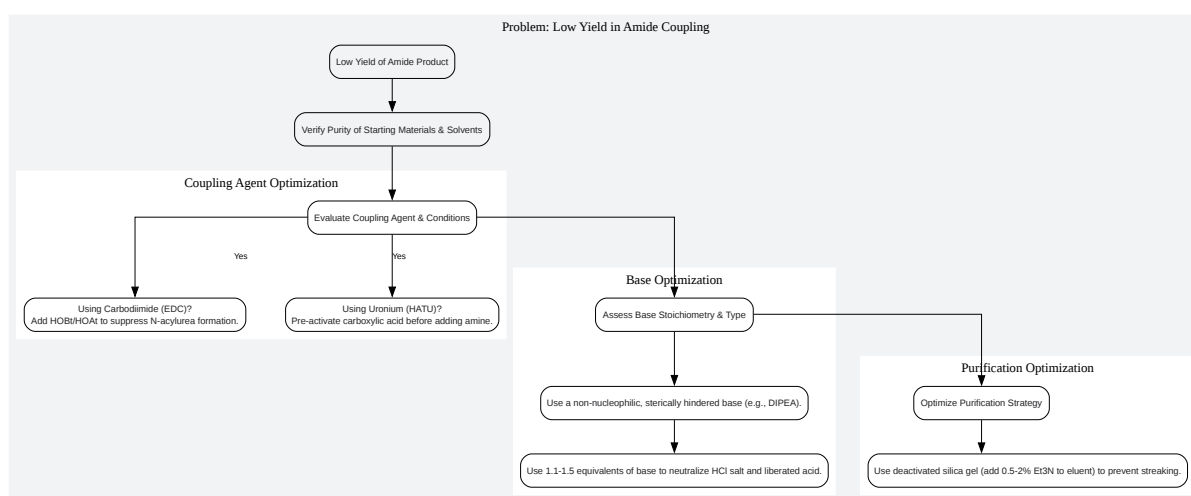 Problem: Low Yield in Amide Coupling
Low Yield of Amide Product
Verify Purity of Starting Materials & Solvents
Coupling Agent Optimization
Evaluate Coupling Agent & Conditions
Yes
Yes
Using Carbodiimide (EDC)?
Add HOBt/HOAt to suppress N-acylurea formation.
Using Uronium (HATU)?
Pre-activate carboxylic acid before adding amine.
Base Optimization
Assess Base Stoichiometry & Type
Use a non-nucleophilic, sterically hindered base (e.g., DIPEA).
Use 1.1-1.5 equivalents of base to neutralize HCl salt and liberated acid.
Purification Optimization
Optimize Purification Strategy
Use deactivated silica gel (add 0.5-2% Et3N to eluent) to prevent streaking.